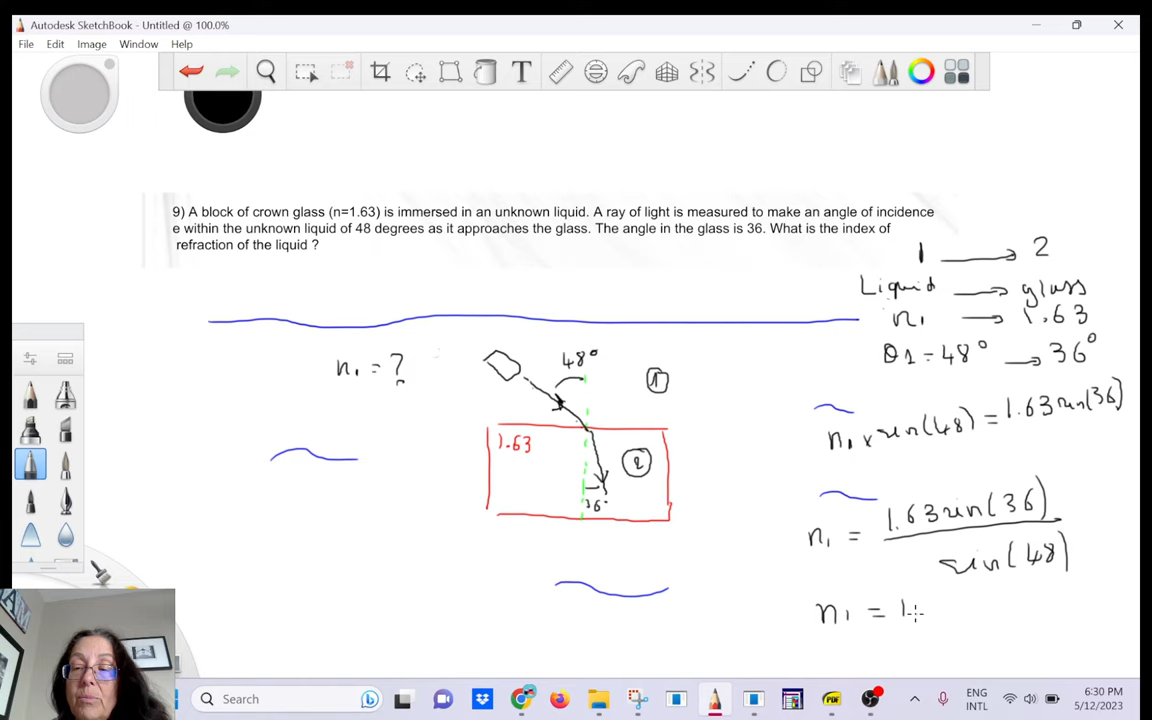 Autodesk SketchBook - Untitled @ 100.0%
File Edit Image Window Help
T
9) A block of crown glass (n=1.63) is immersed in an unknown liquid. A ray of light is measured to make an angle of incidence
e within the unknown liquid of 48 degrees as it approaches the glass. The angle in the glass is 36. What is the index of
refraction of the liquid ?
1 → 2
Liquid → glass
n₁ → 1.63
θ1 = 48° → 36°
n₁ = ?
48°
1
1.63
2
36°
n₁ x sin(48) = 1.63 sin(36)
n₁ = 1.63 sin(36)
sin(48)
n₁ = 1
Search
ENG
INTL
6:30 PM
5/12/2023